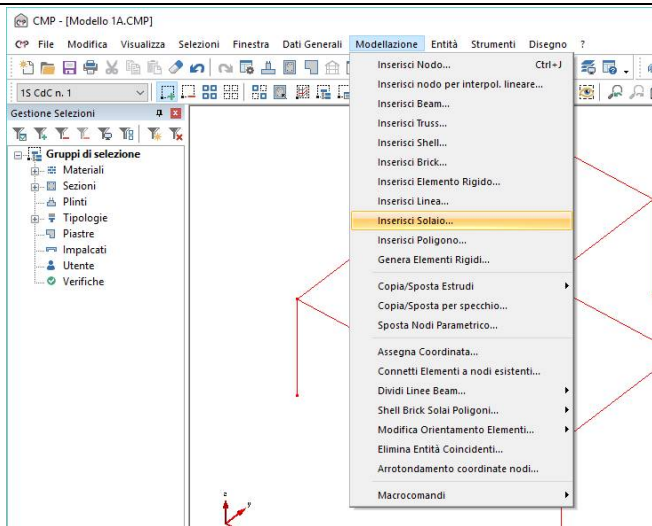 CMP - [Modello 1A.CMP]
CMP File Modifica Visualizza Selezioni Finestra Dati Generali Modellazione Entità Strumenti Disegno ?
1S CdC n. 1
Gestione Selezioni
Gruppi di selezione
Materiali
Sezioni
Plinti
Tipologie
Piastre
Impalcati
Utente
Verifiche
Inserisci Nodo... Ctrl+J
Inserisci nodo per interpol. lineare...
Inserisci Beam...
Inserisci Truss...
Inserisci Shell...
Inserisci Brick...
Inserisci Elemento Rigido...
Inserisci Linea...
Inserisci Solaio...
Inserisci Poligono...
Genera Elementi Rigidi...
Copia/Sposta Estrudi
Copia/Sposta per specchio...
Sposta Nodi Parametrico...
Assegna Coordinata...
Connetti Elementi a nodi esistenti...
Dividi Linee Beam...
Shell Brick Solai Poligoni...
Modifica Orientamento Elementi...
Elimina Entità Coincidenti...
Arrotondamento coordinate nodi...
Macrocomandi
z
y